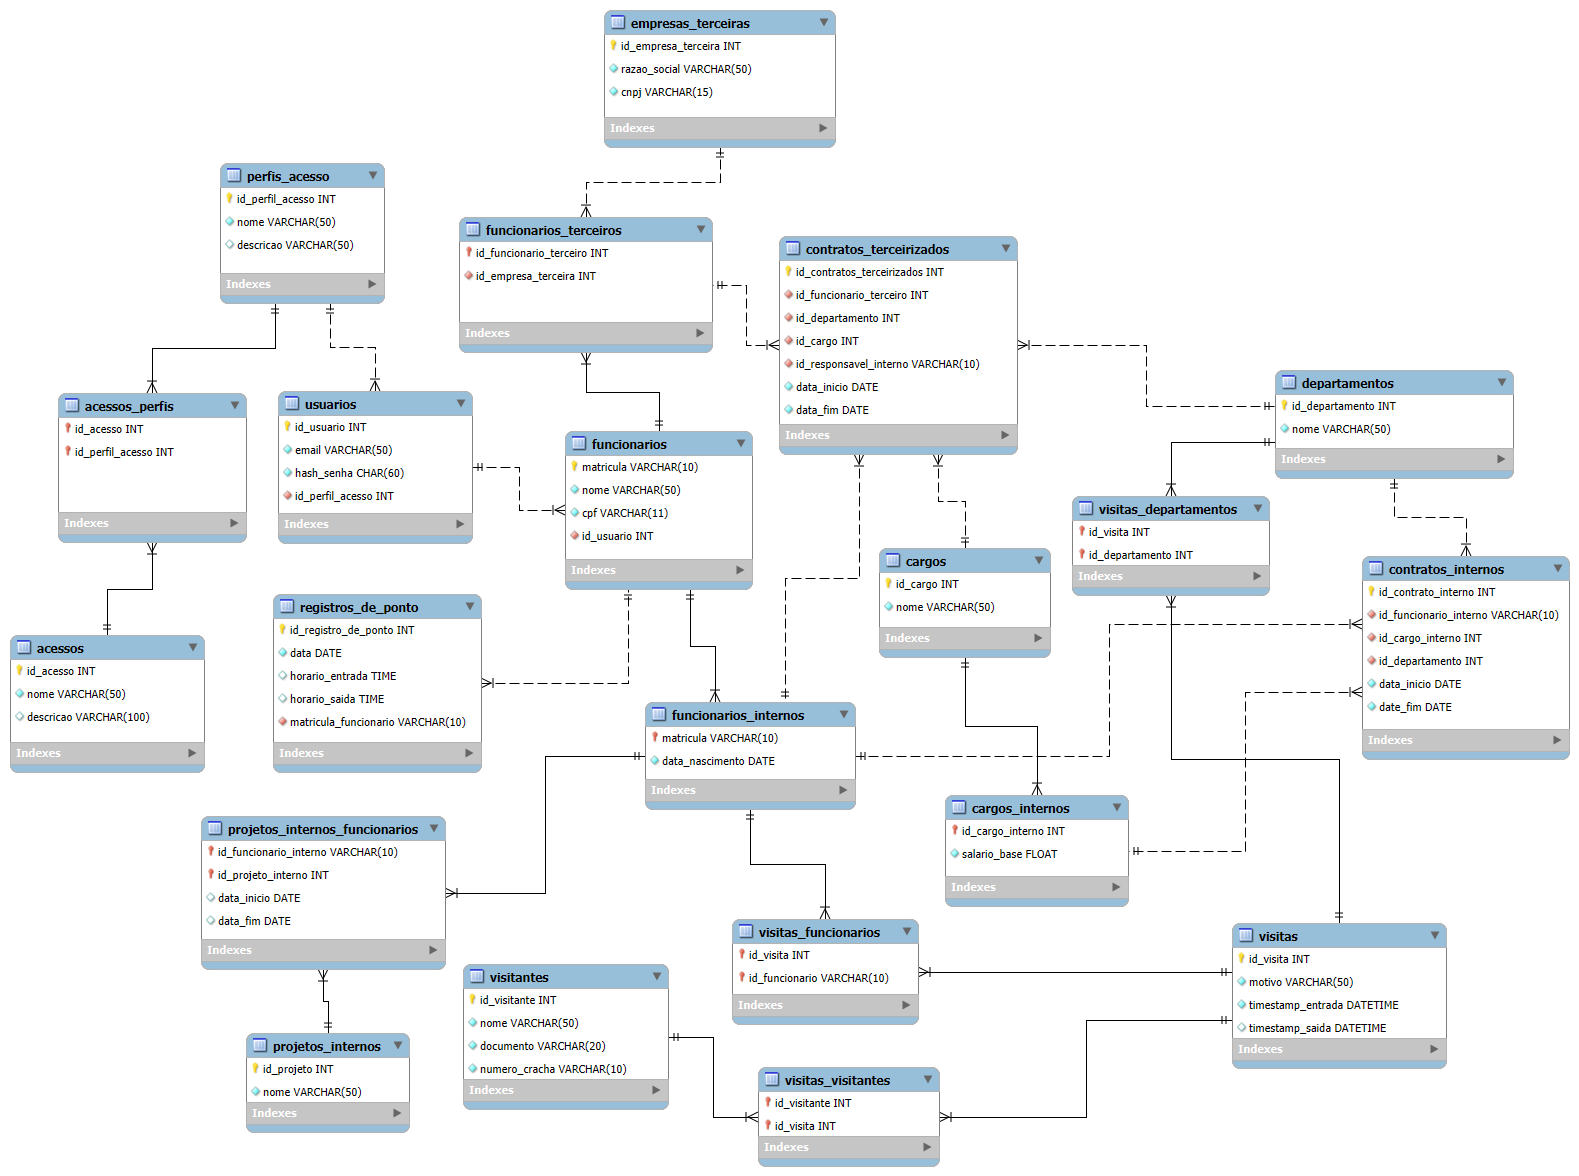 empresas_terceiras
id_empresa_terceira INT
razao_social VARCHAR(50)
cnpj VARCHAR(15)
Indexes
perfis_acesso
id_perfil_acesso INT
nome VARCHAR(50)
descricao VARCHAR(50)
Indexes
funcionarios_terceiros
id_funcionario_terceiro INT
id_empresa_terceira INT
Indexes
contratos_terceirizados
id_contratos_terceirizados INT
id_funcionario_terceiro INT
id_departamento INT
id_cargo INT
id_responsavel_interno VARCHAR(10)
data_inicio DATE
data_fim DATE
Indexes
departamentos
id_departamento INT
nome VARCHAR(50)
Indexes
acessos_perfis
id_acesso INT
id_perfil_acesso INT
Indexes
usuarios
id_usuario INT
email VARCHAR(50)
hash_senha CHAR(60)
id_perfil_acesso INT
Indexes
funcionarios
matricula VARCHAR(10)
nome VARCHAR(50)
cpf VARCHAR(11)
id_usuario INT
Indexes
visitas_departamentos
id_visita INT
id_departamento INT
Indexes
cargos
id_cargo INT
nome VARCHAR(50)
Indexes
contratos_internos
id_contrato_interno INT
id_funcionario_interno VARCHAR(10)
id_cargo_interno INT
id_departamento INT
data_inicio DATE
date_fim DATE
Indexes
registros_de_ponto
id_registro_de_ponto INT
data DATE
horario_entrada TIME
horario_saida TIME
matricula_funcionario VARCHAR(10)
Indexes
acessos
id_acesso INT
nome VARCHAR(50)
descricao VARCHAR(100)
Indexes
funcionarios_internos
matricula VARCHAR(10)
data_nascimento DATE
Indexes
cargos_internos
id_cargo_interno INT
salario_base FLOAT
Indexes
projetos_internos_funcionarios
id_funcionario_interno VARCHAR(10)
id_projeto_interno INT
data_inicio DATE
data_fim DATE
Indexes
visitas_funcionarios
id_visita INT
id_funcionario VARCHAR(10)
Indexes
visitas
id_visita INT
motivo VARCHAR(50)
timestamp_entrada DATETIME
timestamp_saida DATETIME
Indexes
visitantes
id_visitante INT
nome VARCHAR(50)
documento VARCHAR(20)
numero_cracha VARCHAR(10)
Indexes
projetos_internos
id_projeto INT
nome VARCHAR(50)
Indexes
visitas_visitantes
id_visitante INT
id_visita INT
Indexes